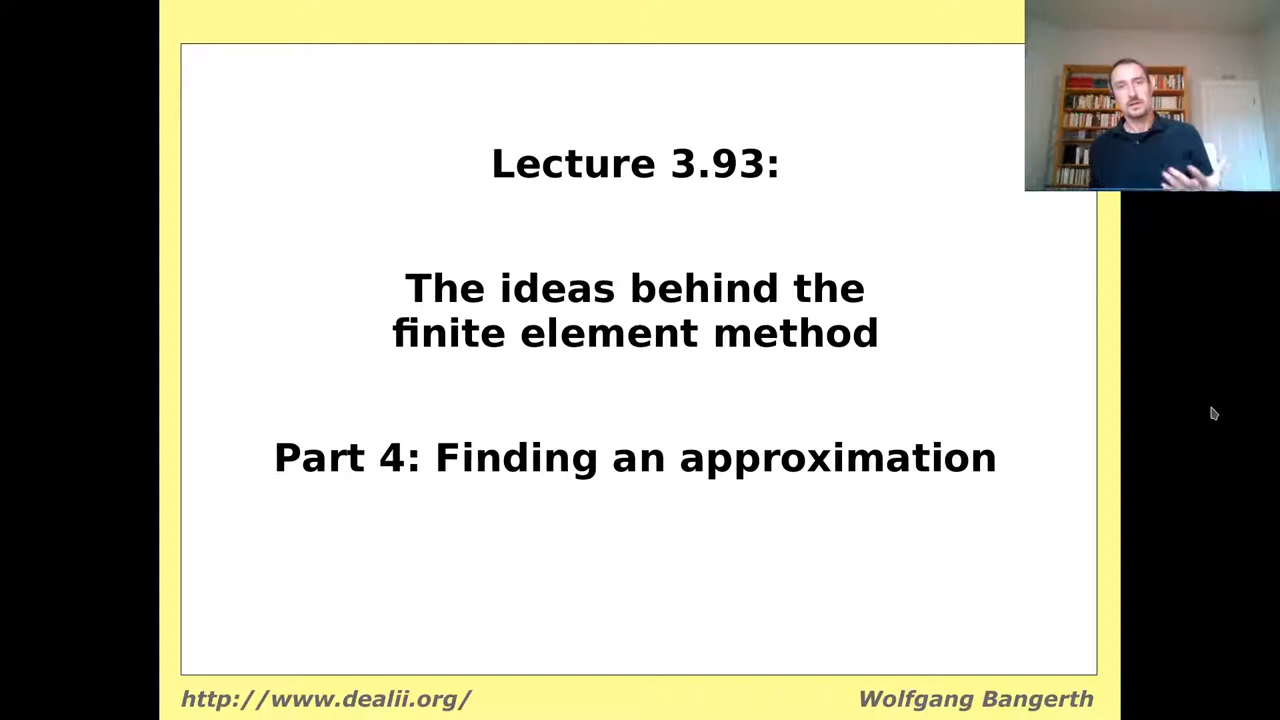 Lecture 3.93:
The ideas behind the
finite element method
Part 4: Finding an approximation
http://www.dealii.org/
Wolfgang Bangerth